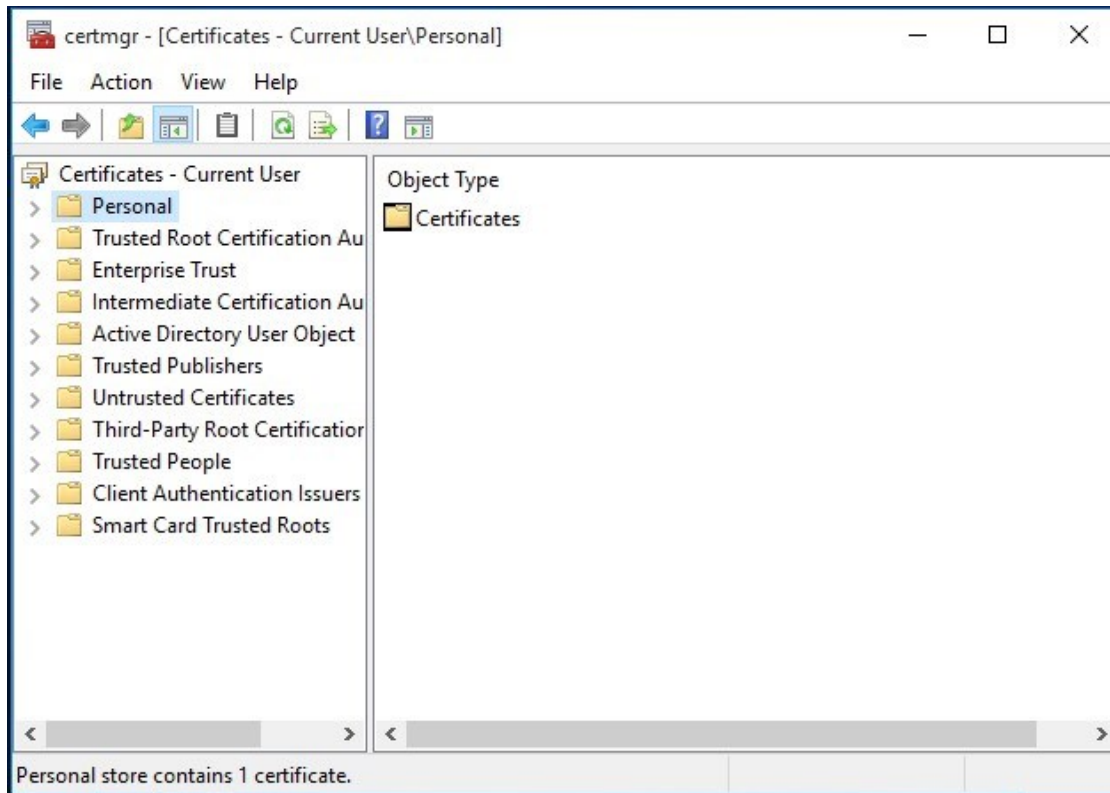 certmgr - [Certificates - Current User\Personal]
File Action View Help
Certificates - Current User
Personal
Trusted Root Certification Au
Enterprise Trust
Intermediate Certification Au
Active Directory User Object
Trusted Publishers
Untrusted Certificates
Third-Party Root Certification
Trusted People
Client Authentication Issuers
Smart Card Trusted Roots
Object Type
Certificates
Personal store contains 1 certificate.